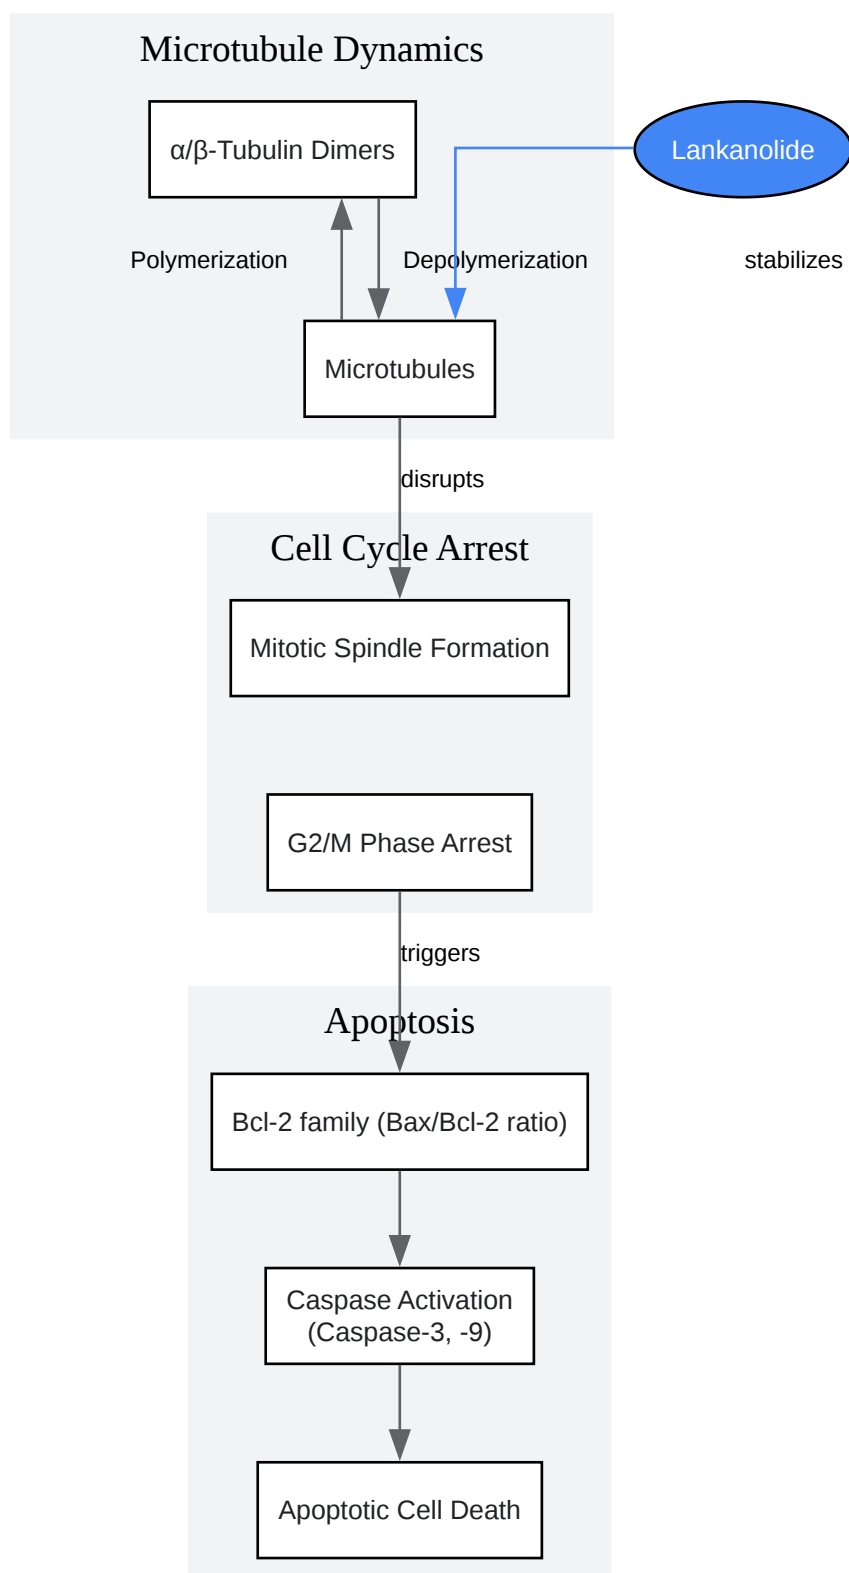 Microtubule Dynamics
α/β-Tubulin Dimers
Lankanolide
Polymerization
Depolymerization
stabilizes
Microtubules
disrupts
Cell Cycle Arrest
Mitotic Spindle Formation
G2/M Phase Arrest
triggers
Apoptosis
Bcl-2 family (Bax/Bcl-2 ratio)
Caspase Activation
(Caspase-3, -9)
Apoptotic Cell Death